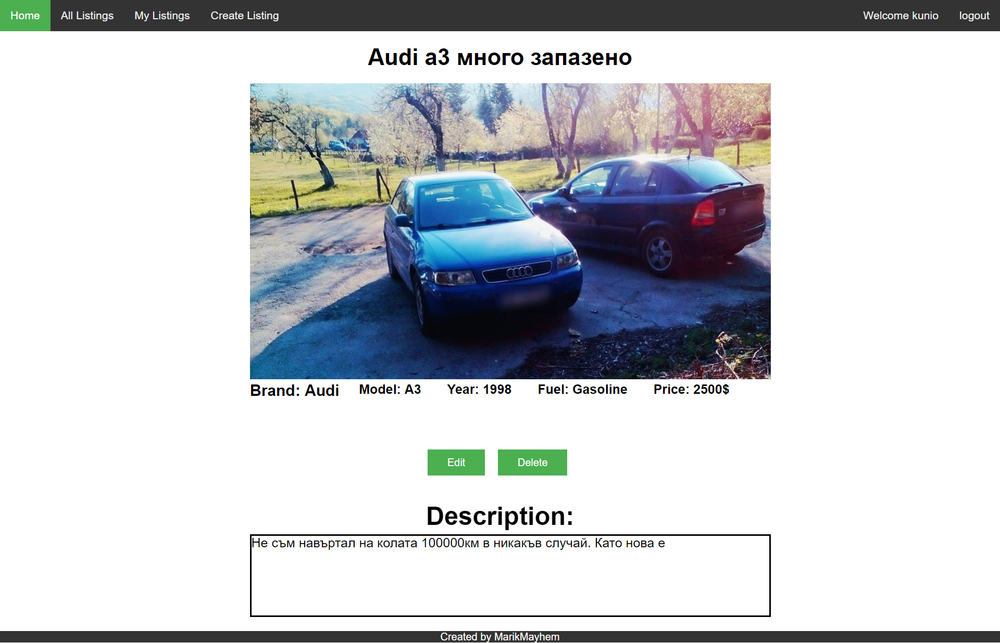 Home All Listings My Listings Create Listing Welcome kunio logout
Audi a3 много запазено
Brand: Audi Model: A3 Year: 1998 Fuel: Gasoline Price: 2500$
Edit Delete
Description:
Не съм навъртал на колата 100000км в никакъв случай. Като нова е
Created by MarikMayhem